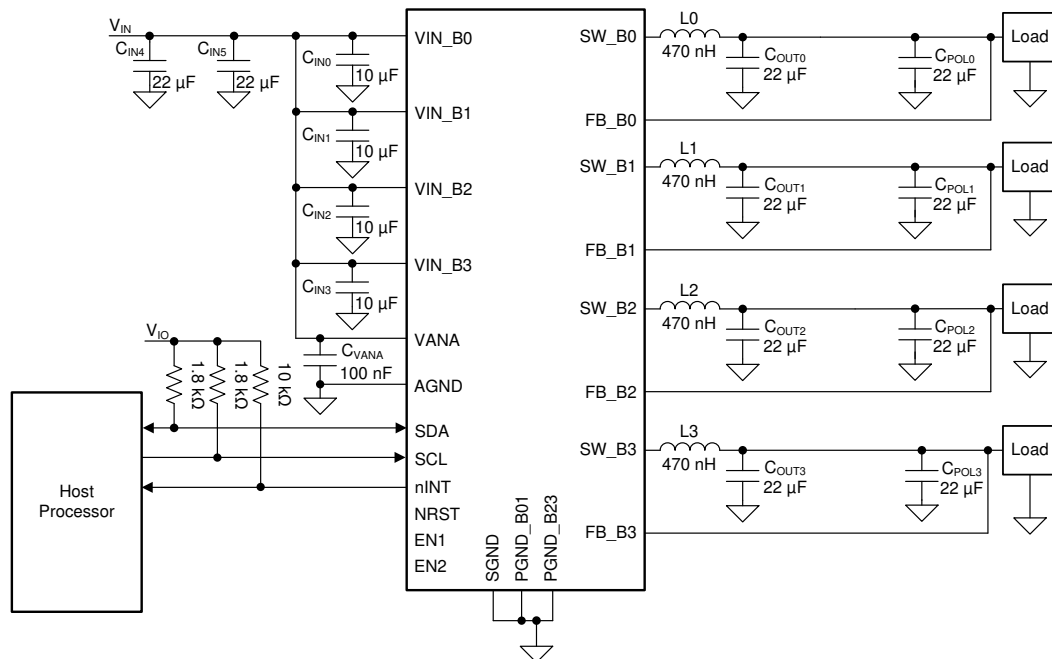 VIN
CIN4
22 µF
CIN5
22 µF
CIN0
10 µF
CIN1
10 µF
CIN2
10 µF
CIN3
10 µF
CVANA
100 nF
VIO
1.8 kΩ
1.8 kΩ
10 kΩ
Host
Processor
VIN_B0
VIN_B1
VIN_B2
VIN_B3
VANA
AGND
SDA
SCL
nINT
NRST
EN1
EN2
SGND
PGND_B01
PGND_B23
SW_B0
FB_B0
SW_B1
FB_B1
SW_B2
FB_B2
SW_B3
FB_B3
L0
470 nH
COUT0
22 µF
CPOL0
22 µF
Load
L1
470 nH
COUT1
22 µF
CPOL1
22 µF
Load
L2
470 nH
COUT2
22 µF
CPOL2
22 µF
Load
L3
470 nH
COUT3
22 µF
CPOL3
22 µF
Load